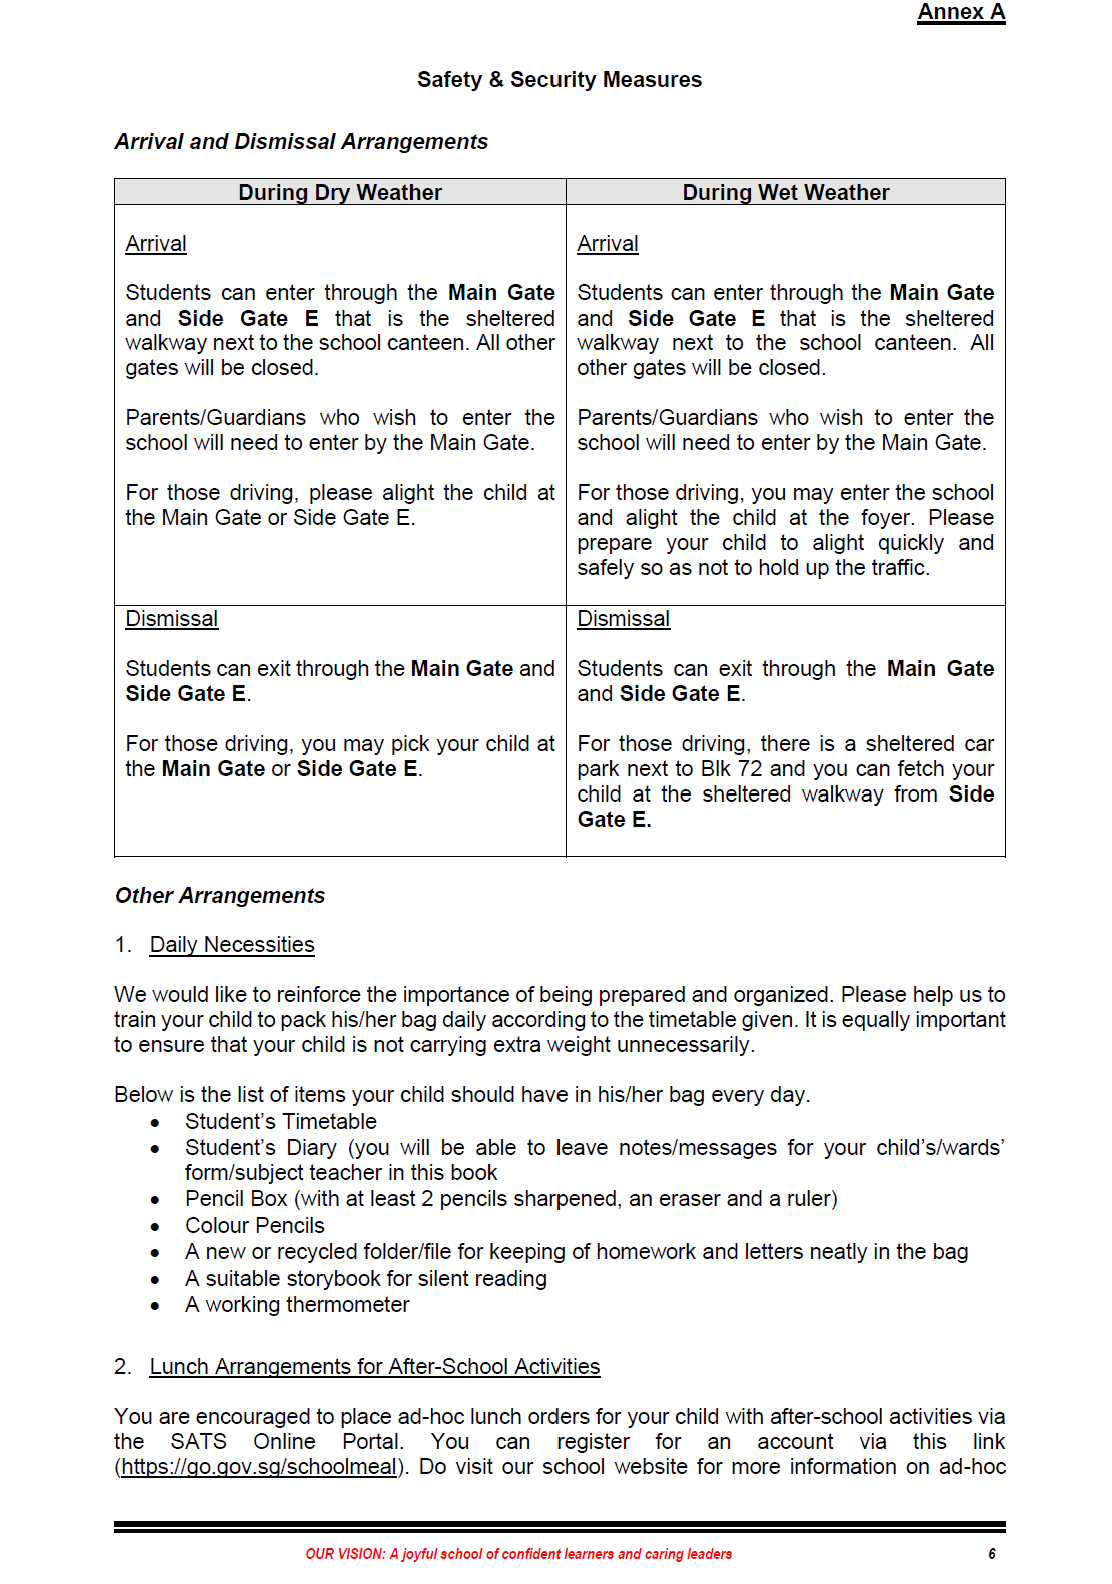 Annex A
Safety & Security Measures
Arrival and Dismissal Arrangements
During Dry Weather
During Wet Weather
Arrival
Students can enter through the Main Gate
and Side Gate E that is the sheltered
walkway next to the school canteen. All other
gates will be closed.
Parents/Guardians who wish to enter the
school will need to enter by the Main Gate.
For those driving, please alight the child at
the Main Gate or Side Gate E.
Arrival
Students can enter through the Main Gate
and Side Gate E that is the sheltered
walkway next to the school canteen. All
other gates will be closed.
Parents/Guardians who wish to enter the
school will need to enter by the Main Gate.
For those driving, you may enter the school
and alight the child at the foyer. Please
prepare your child to alight quickly and
safely so as not to hold up the traffic.
Dismissal
Students can exit through the Main Gate and
Side Gate E.
For those driving, you may pick your child at
the Main Gate or Side Gate E.
Dismissal
Students can exit through the Main Gate
and Side Gate E.
For those driving, there is a sheltered car
park next to Blk 72 and you can fetch your
child at the sheltered walkway from Side
Gate E.
Other Arrangements
1. Daily Necessities
We would like to reinforce the importance of being prepared and organized. Please help us to
train your child to pack his/her bag daily according to the timetable given. It is equally important
to ensure that your child is not carrying extra weight unnecessarily.
Below is the list of items your child should have in his/her bag every day.
• Student's Timetable
• Student's Diary (you will be able to leave notes/messages for your child's/wards'
form/subject teacher in this book
• Pencil Box (with at least 2 pencils sharpened, an eraser and a ruler)
• Colour Pencils
• A new or recycled folder/file for keeping of homework and letters neatly in the bag
• A suitable storybook for silent reading
• A working thermometer
2. Lunch Arrangements for After-School Activities
You are encouraged to place ad-hoc lunch orders for your child with after-school activities via
the SATS Online Portal. You can register for an account via this link
(https://go.gov.sg/schoolmeal). Do visit our school website for more information on ad-hoc
OUR VISION: A joyful school of confident learners and caring leaders
6